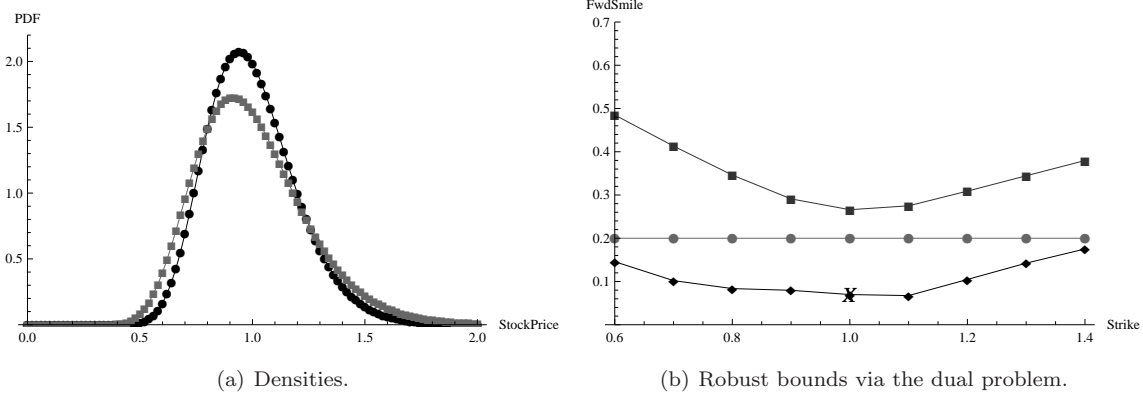 PDF
2.0
1.5
1.0
0.5
0.0 0.5 1.0 1.5 2.0
StockPrice
(a) Densities.
FwdSmile
0.7
0.5
0.4
0.3
0.2
0.1
0.6 0.8 1.0 1.2 1.4
Strike
X
(b) Robust bounds via the dual problem.